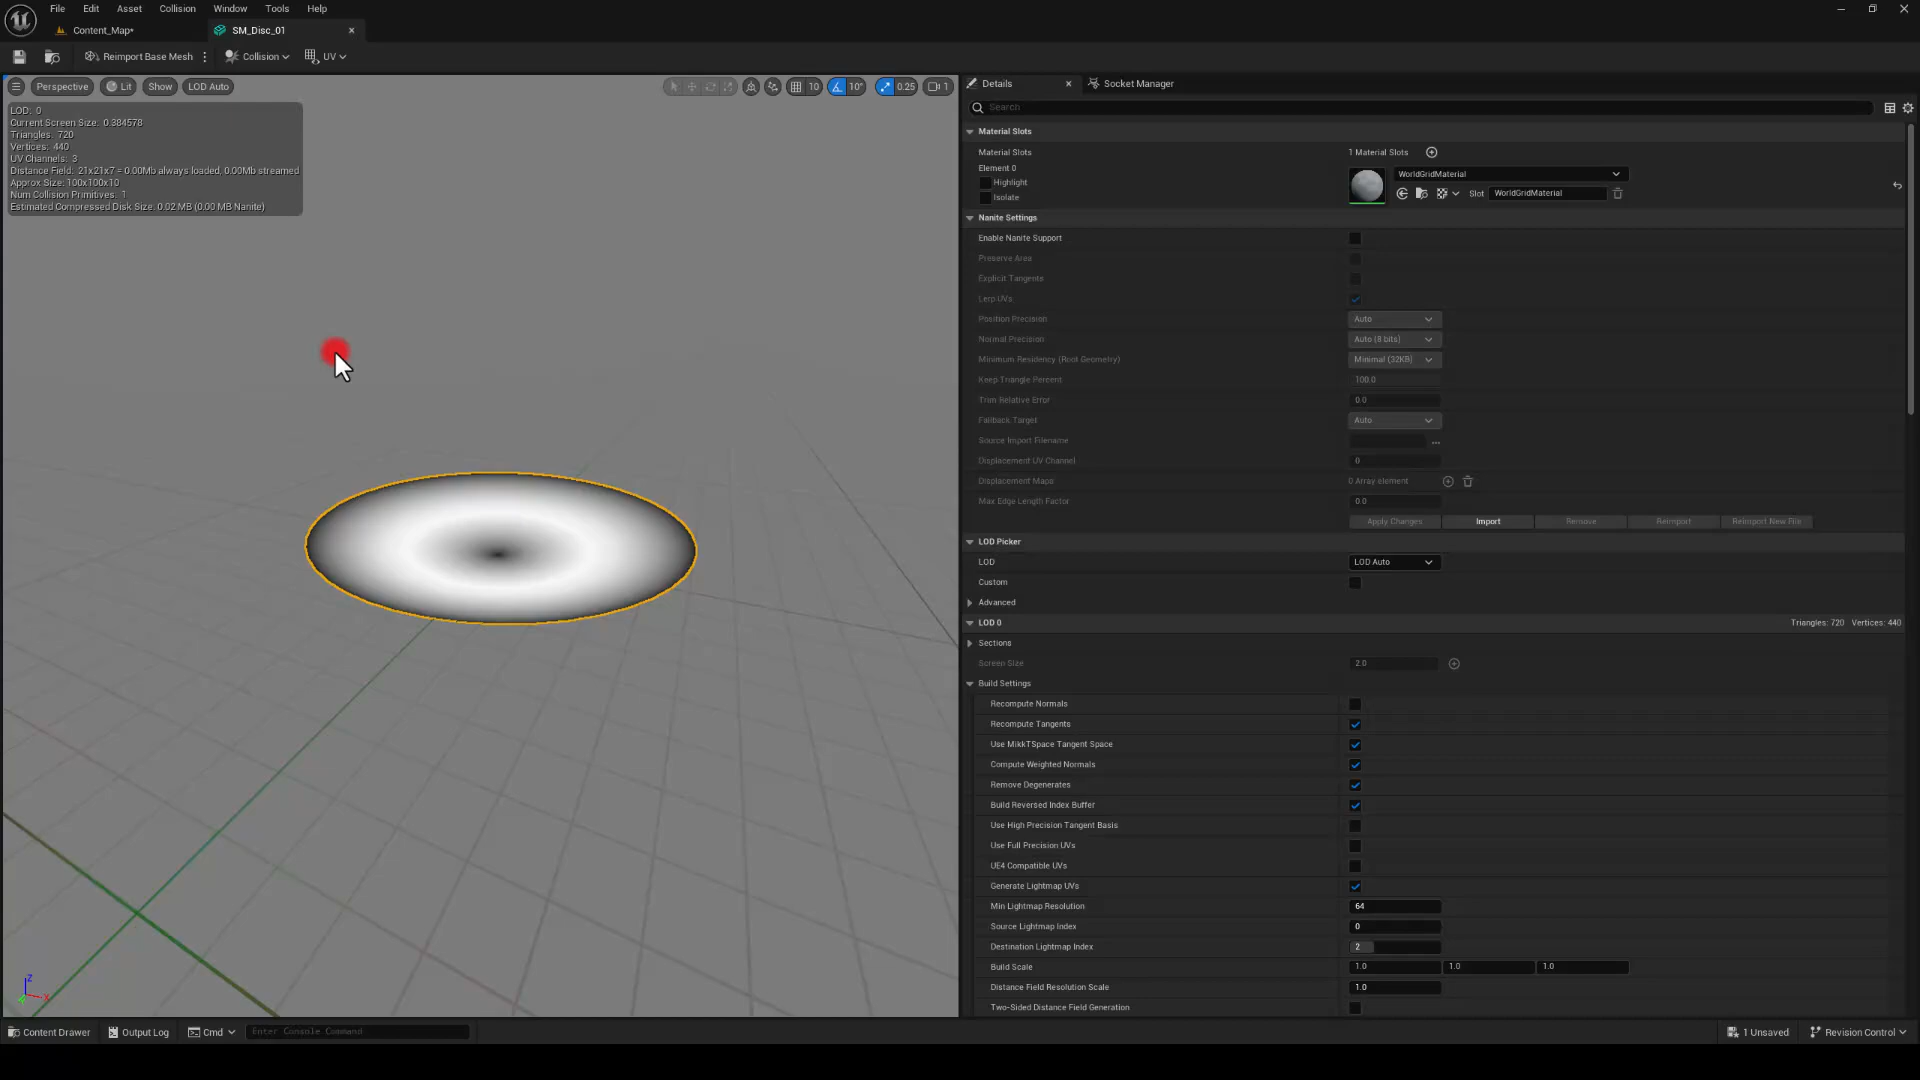 File Edit Asset Collision Window Tools Help
Content_Map* SM_Disc_01
Reimport Base Mesh Collision UV
Perspective Lit Show LOD Auto 10 10° 0.25 1
LOD: 0
Current Screen Size: 0.384578
Triangles: 720
Vertices: 440
UV Channels: 3
Distance Field: 21x21x7 = 0.00Mb always loaded, 0.00Mb streamed
Approx Size: 100x100x10
Num Collision Primitives: 1
Estimated Compressed Disk Size: 0.02 MB (0.00 MB Nanite)
Z
X
Details Socket Manager
Search
Material Slots
Material Slots 1 Material Slots
Element 0
Highlight
Isolate
WorldGridMaterial
Slot WorldGridMaterial
Nanite Settings
Enable Nanite Support
Preserve Area
Explicit Tangents
Lerp UVs
Position Precision Auto
Normal Precision Auto (8 bits)
Minimum Residency (Root Geometry) Minimal (32KB)
Keep Triangle Percent 100.0
Trim Relative Error 0.0
Fallback Target Auto
Source Import Filename ...
Displacement UV Channel 0
Displacement Maps 0 Array element
Max Edge Length Factor 0.0
Apply Changes Import Remove Reimport Reimport New File
LOD Picker
LOD LOD Auto
Custom
Advanced
LOD 0 Triangles: 720 Vertices: 440
Sections
Screen Size 2.0
Build Settings
Recompute Normals
Recompute Tangents
Use MikkTSpace Tangent Space
Compute Weighted Normals
Remove Degenerates
Build Reversed Index Buffer
Use High Precision Tangent Basis
Use Full Precision UVs
UE4 Compatible UVs
Generate Lightmap UVs
Min Lightmap Resolution 64
Source Lightmap Index 0
Destination Lightmap Index 2
Build Scale 1.0 1.0 1.0
Distance Field Resolution Scale 1.0
Two-Sided Distance Field Generation
Content Drawer Output Log Cmd Enter Console Command 1 Unsaved Revision Control